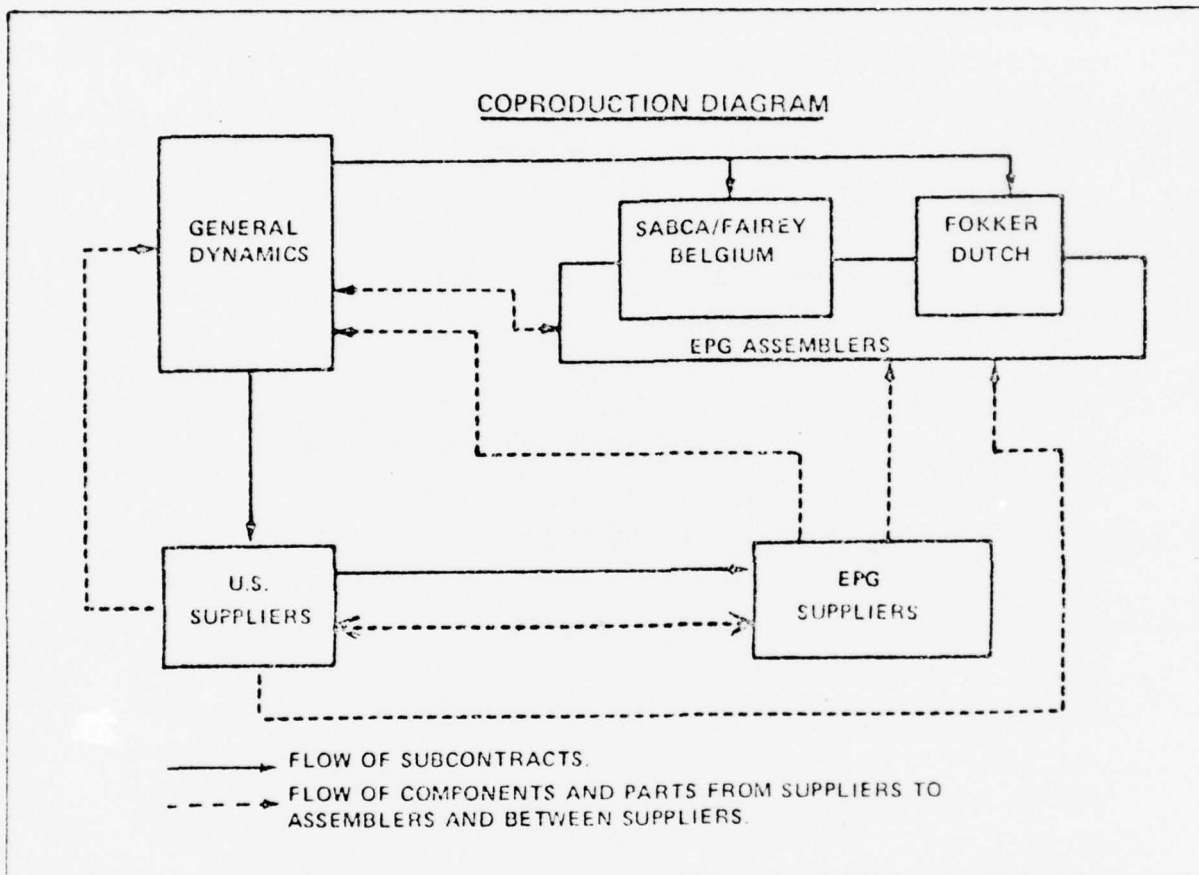 COPRODUCTION DIAGRAM
GENERAL
DYNAMICS
SABCA/FAIREY
BELGIUM
FOKKER
DUTCH
EPG ASSEMBLERS
U.S.
SUPPLIERS
EPG
SUPPLIERS
FLOW OF SUBCONTRACTS.
FLOW OF COMPONENTS AND PARTS FROM SUPPLIERS TO
ASSEMBLERS AND BETWEEN SUPPLIERS.